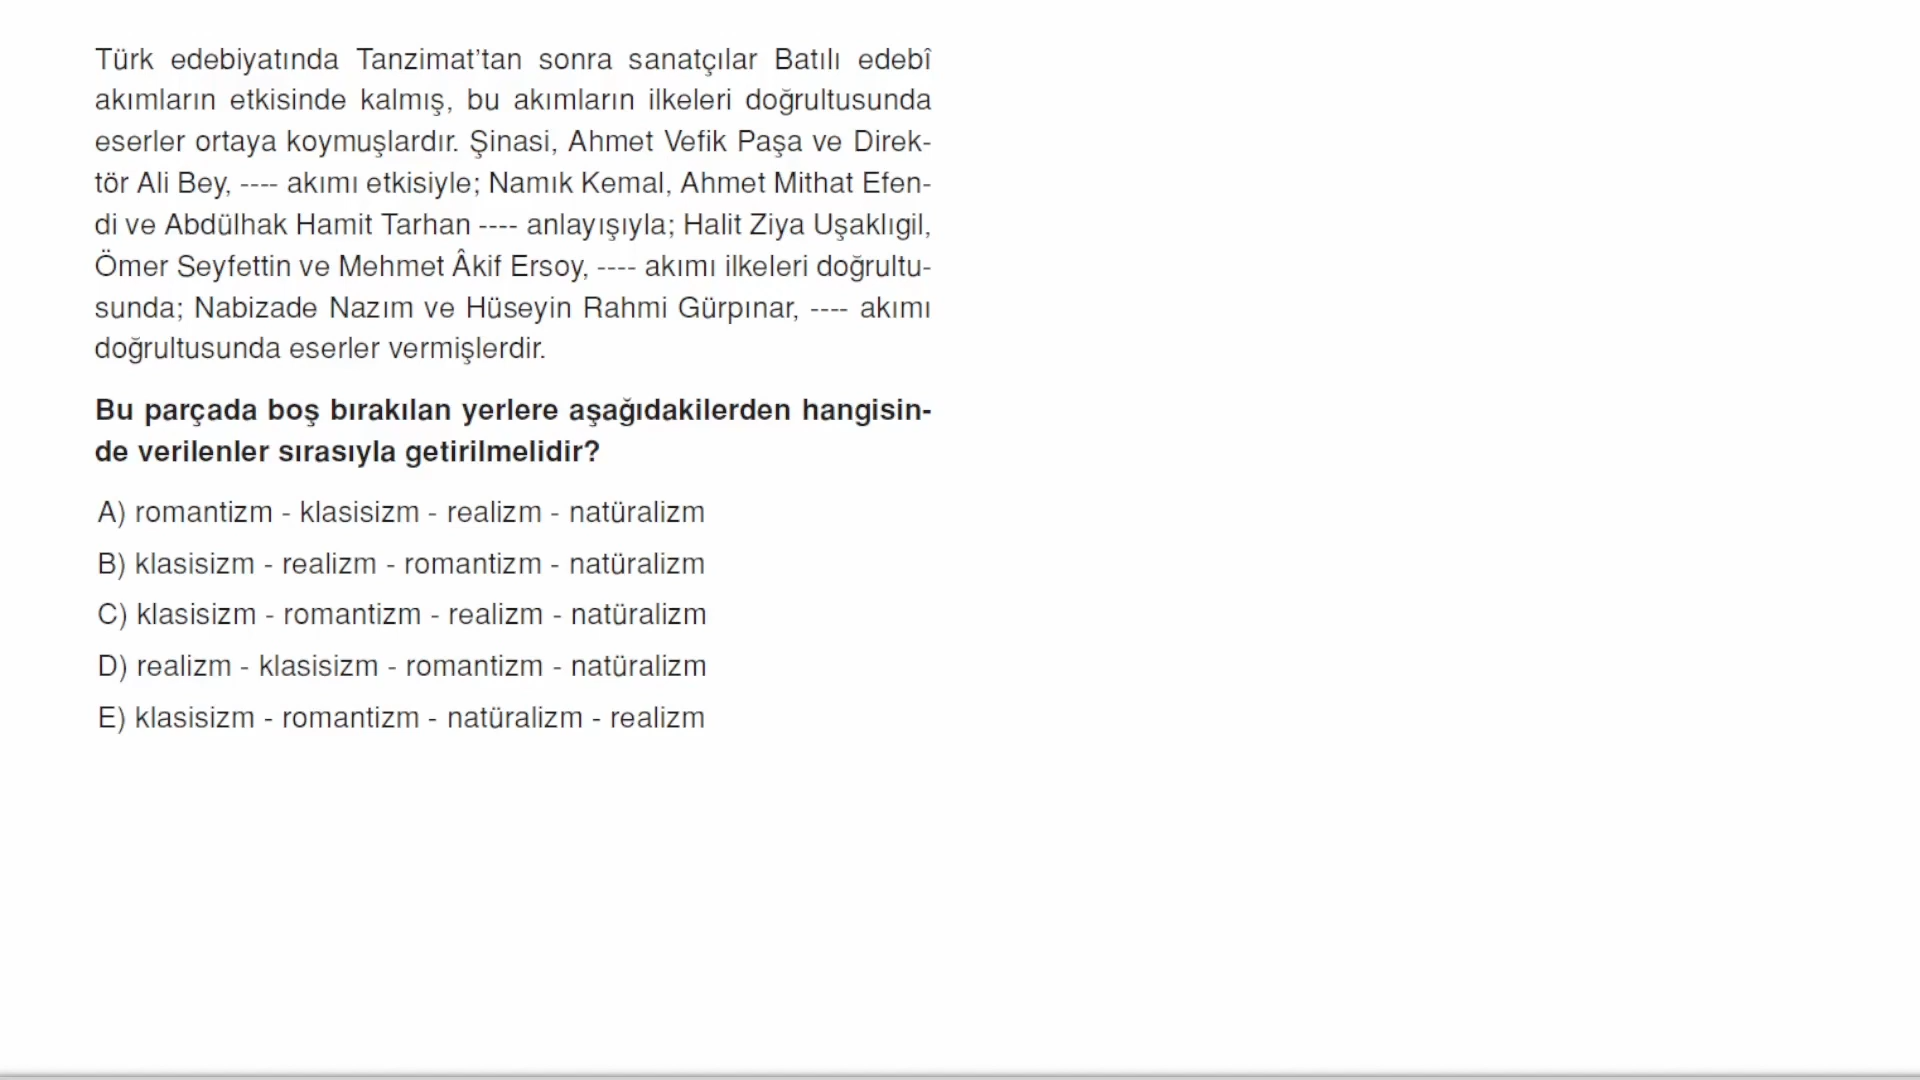 Türk edebiyatında Tanzimat’tan sonra sanatçılar Batılı edebî
akımların etkisinde kalmış, bu akımların ilkeleri doğrultusunda
eserler ortaya koymuşlardır. Şinasi, Ahmet Vefik Paşa ve Direk-
tör Ali Bey, ---- akımı etkisiyle; Namık Kemal, Ahmet Mithat Efen-
di ve Abdülhak Hamit Tarhan ---- anlayışıyla; Halit Ziya Uşaklıgil,
Ömer Seyfettin ve Mehmet Âkif Ersoy, ---- akımı ilkeleri doğrultu-
sunda; Nabizade Nazım ve Hüseyin Rahmi Gürpınar, ---- akımı
doğrultusunda eserler vermişlerdir.
Bu parçada boş bırakılan yerlere aşağıdakilerden hangisin-
de verilenler sırasıyla getirilmelidir?
A) romantizm - klasisizm - realizm - natüralizm
B) klasisizm - realizm - romantizm - natüralizm
C) klasisizm - romantizm - realizm - natüralizm
D) realizm - klasisizm - romantizm - natüralizm
E) klasisizm - romantizm - natüralizm - realizm